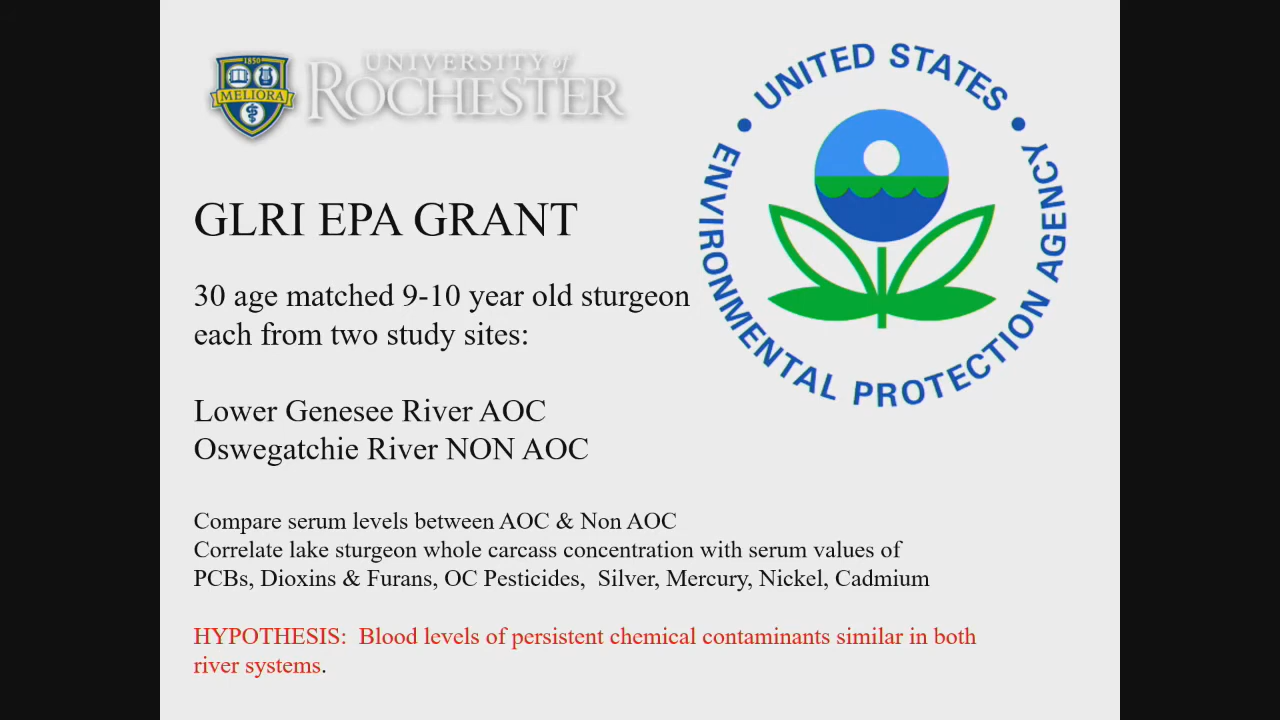 1850
MELIORA
UNIVERSITY of
ROCHESTER
UNITED STATES
ENVIRONMENTAL PROTECTION AGENCY
GLRI EPA GRANT
30 age matched 9-10 year old sturgeon
each from two study sites:
Lower Genesee River AOC
Oswegatchie River NON AOC
Compare serum levels between AOC & Non AOC
Correlate lake sturgeon whole carcass concentration with serum values of
PCBs, Dioxins & Furans, OC Pesticides,  Silver, Mercury, Nickel, Cadmium
HYPOTHESIS:  Blood levels of persistent chemical contaminants similar in both
river systems.